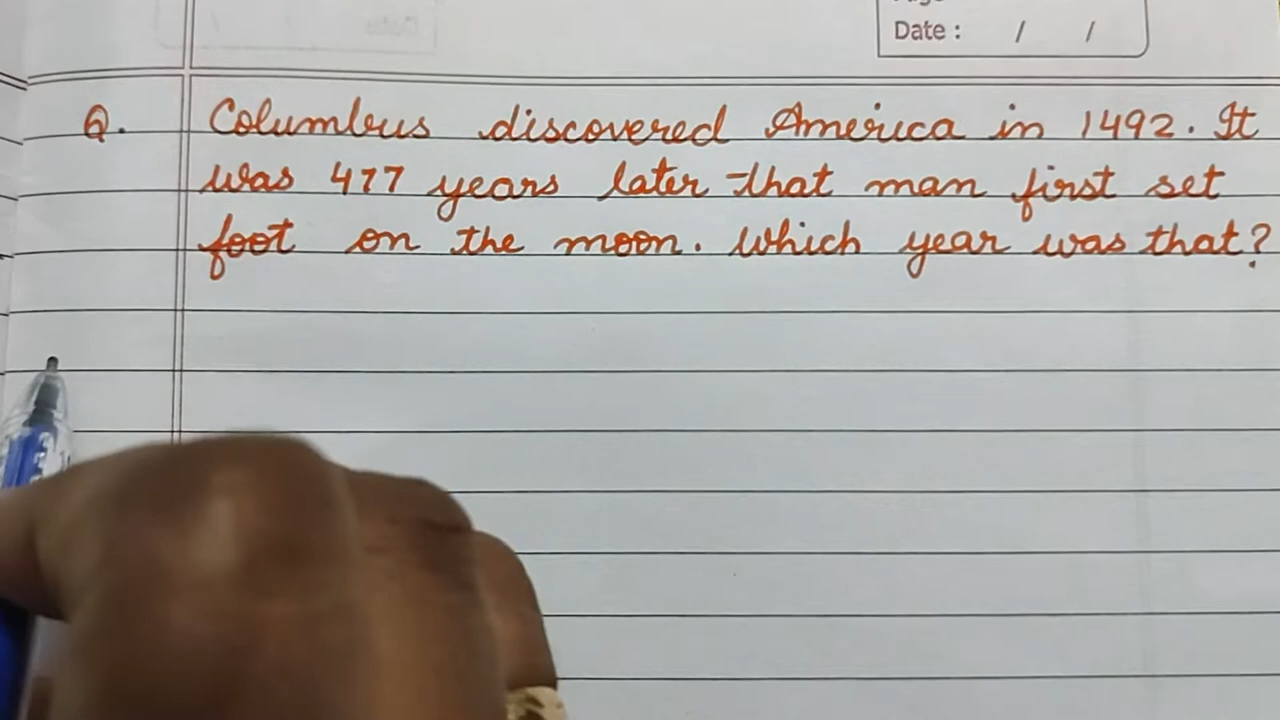 Date : / /
Q. Columbus discovered America in 1492. It
was 477 years later that man first set
foot on the moon. Which year was that?